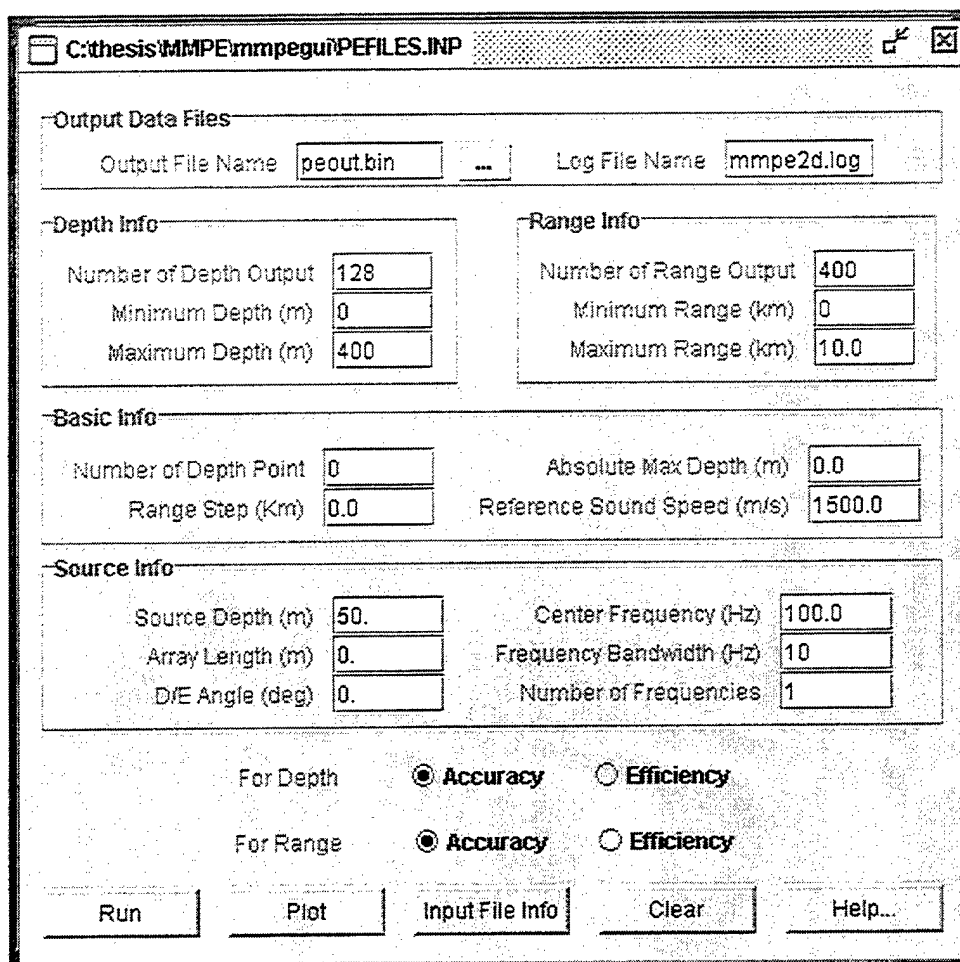 C:\thesis\MMPE\mmpegui\PEFILES.INP
Output Data Files
Output File Name peout.bin ... Log File Name mmpe2d.log
Depth Info Range Info
Number of Depth Output 128 Number of Range Output 400
Minimum Depth (m) 0 Minimum Range (km) 0
Maximum Depth (m) 400 Maximum Range (km) 10.0
Basic Info
Number of Depth Point 0 Absolute Max Depth (m) 0.0
Range Step (Km) 0.0 Reference Sound Speed (m/s) 1500.0
Source Info
Source Depth (m) 50. Center Frequency (Hz) 100.0
Array Length (m) 0. Frequency Bandwidth (Hz) 10
D/E Angle (deg) 0. Number of Frequencies 1
For Depth Accuracy Efficiency
For Range Accuracy Efficiency
Run Plot Input File Info Clear Help...